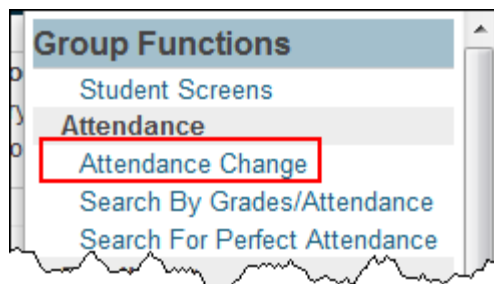 Group Functions
Student Screens
Attendance
Attendance Change
Search By Grades/Attendance
Search For Perfect Attendance